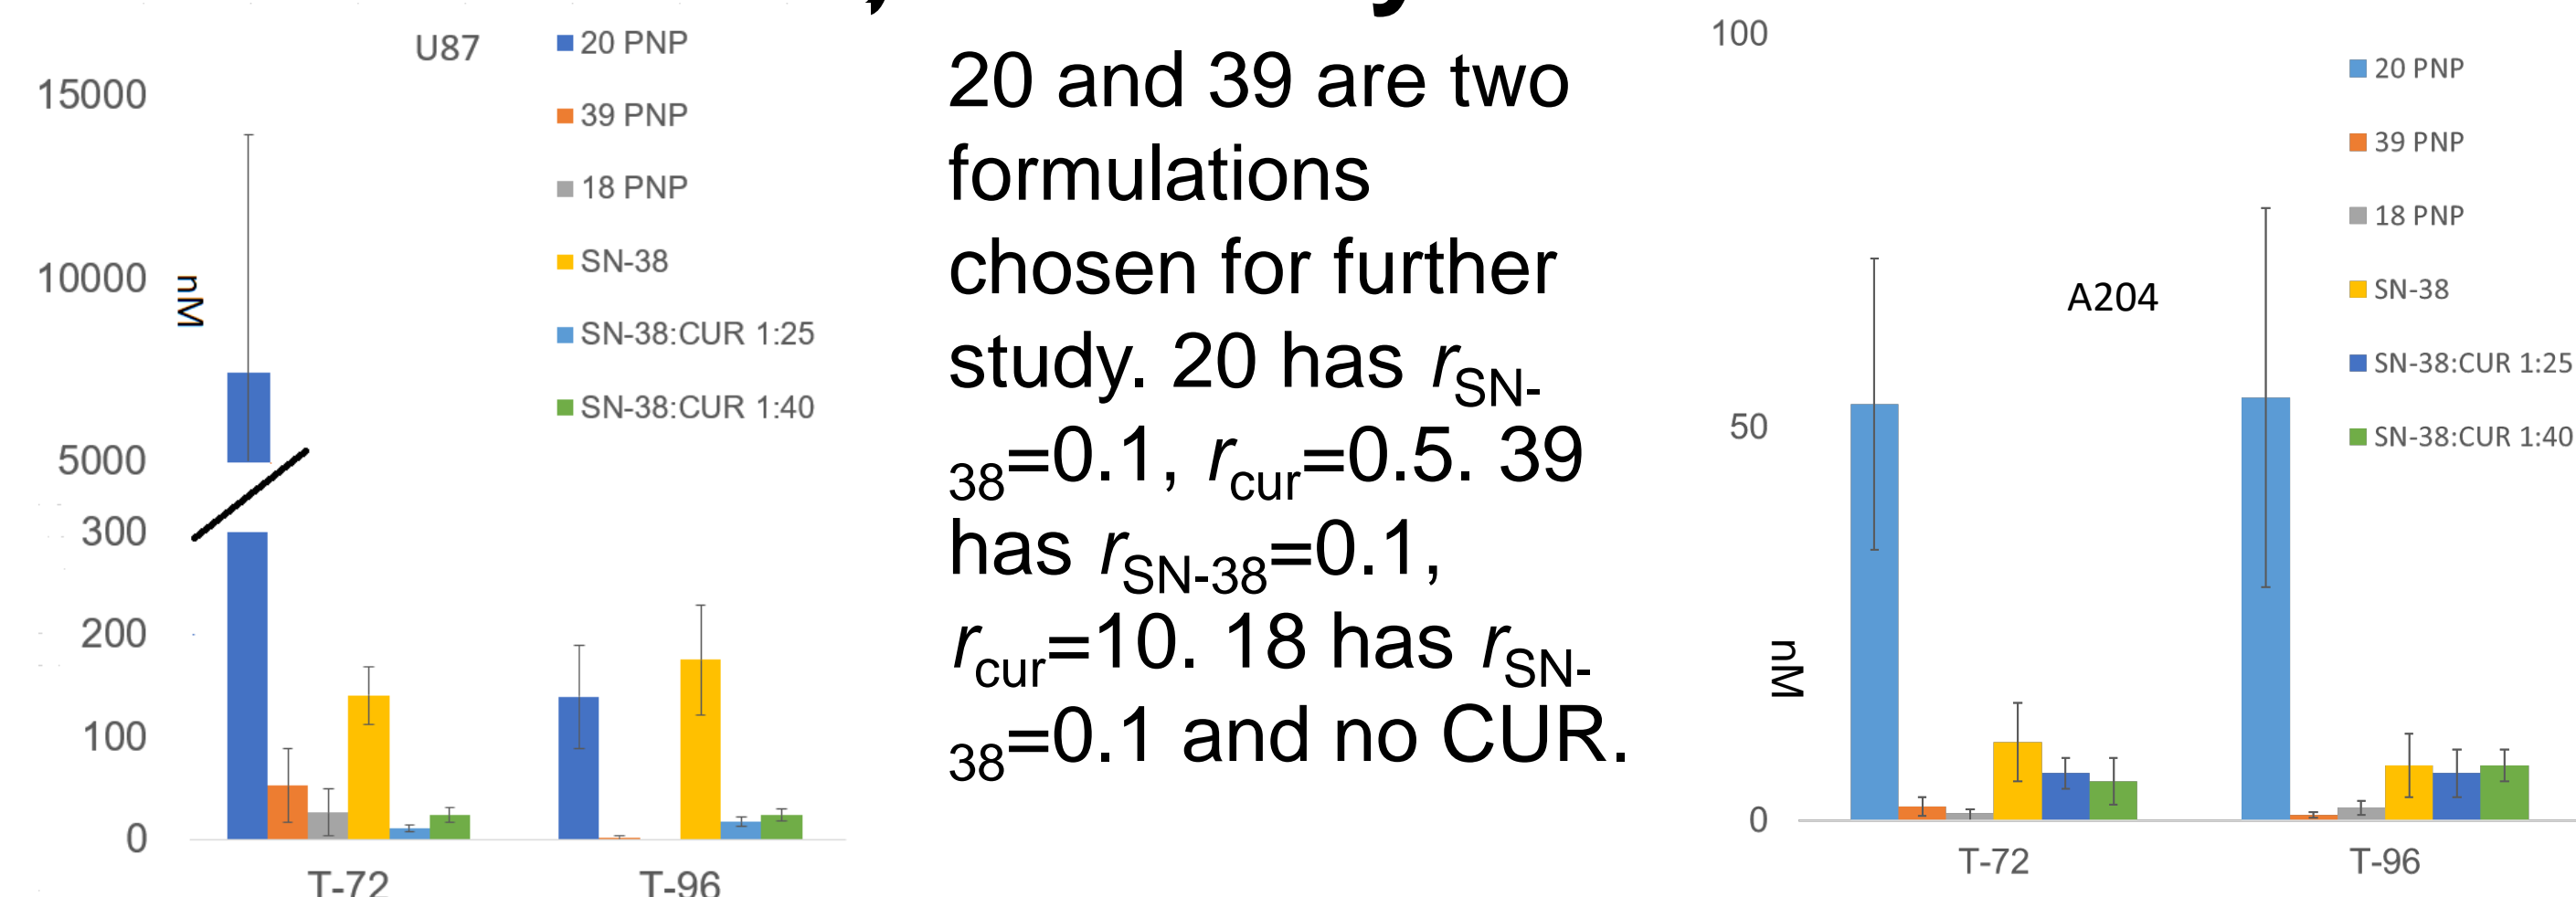 U87
15000
10000
5000
300
200
100
0
nM
T-72
T-96
20 PNP
39 PNP
18 PNP
SN-38
SN-38:CUR 1:25
SN-38:CUR 1:40
20 and 39 are two
formulations
chosen for further
study. 20 has rSN-
38=0.1, rcur=0.5. 39
has rSN-38=0.1,
rcur=10. 18 has rSN-
38=0.1 and no CUR.
100
50
0
nM
A204
T-72
T-96
20 PNP
39 PNP
18 PNP
SN-38
SN-38:CUR 1:25
SN-38:CUR 1:40